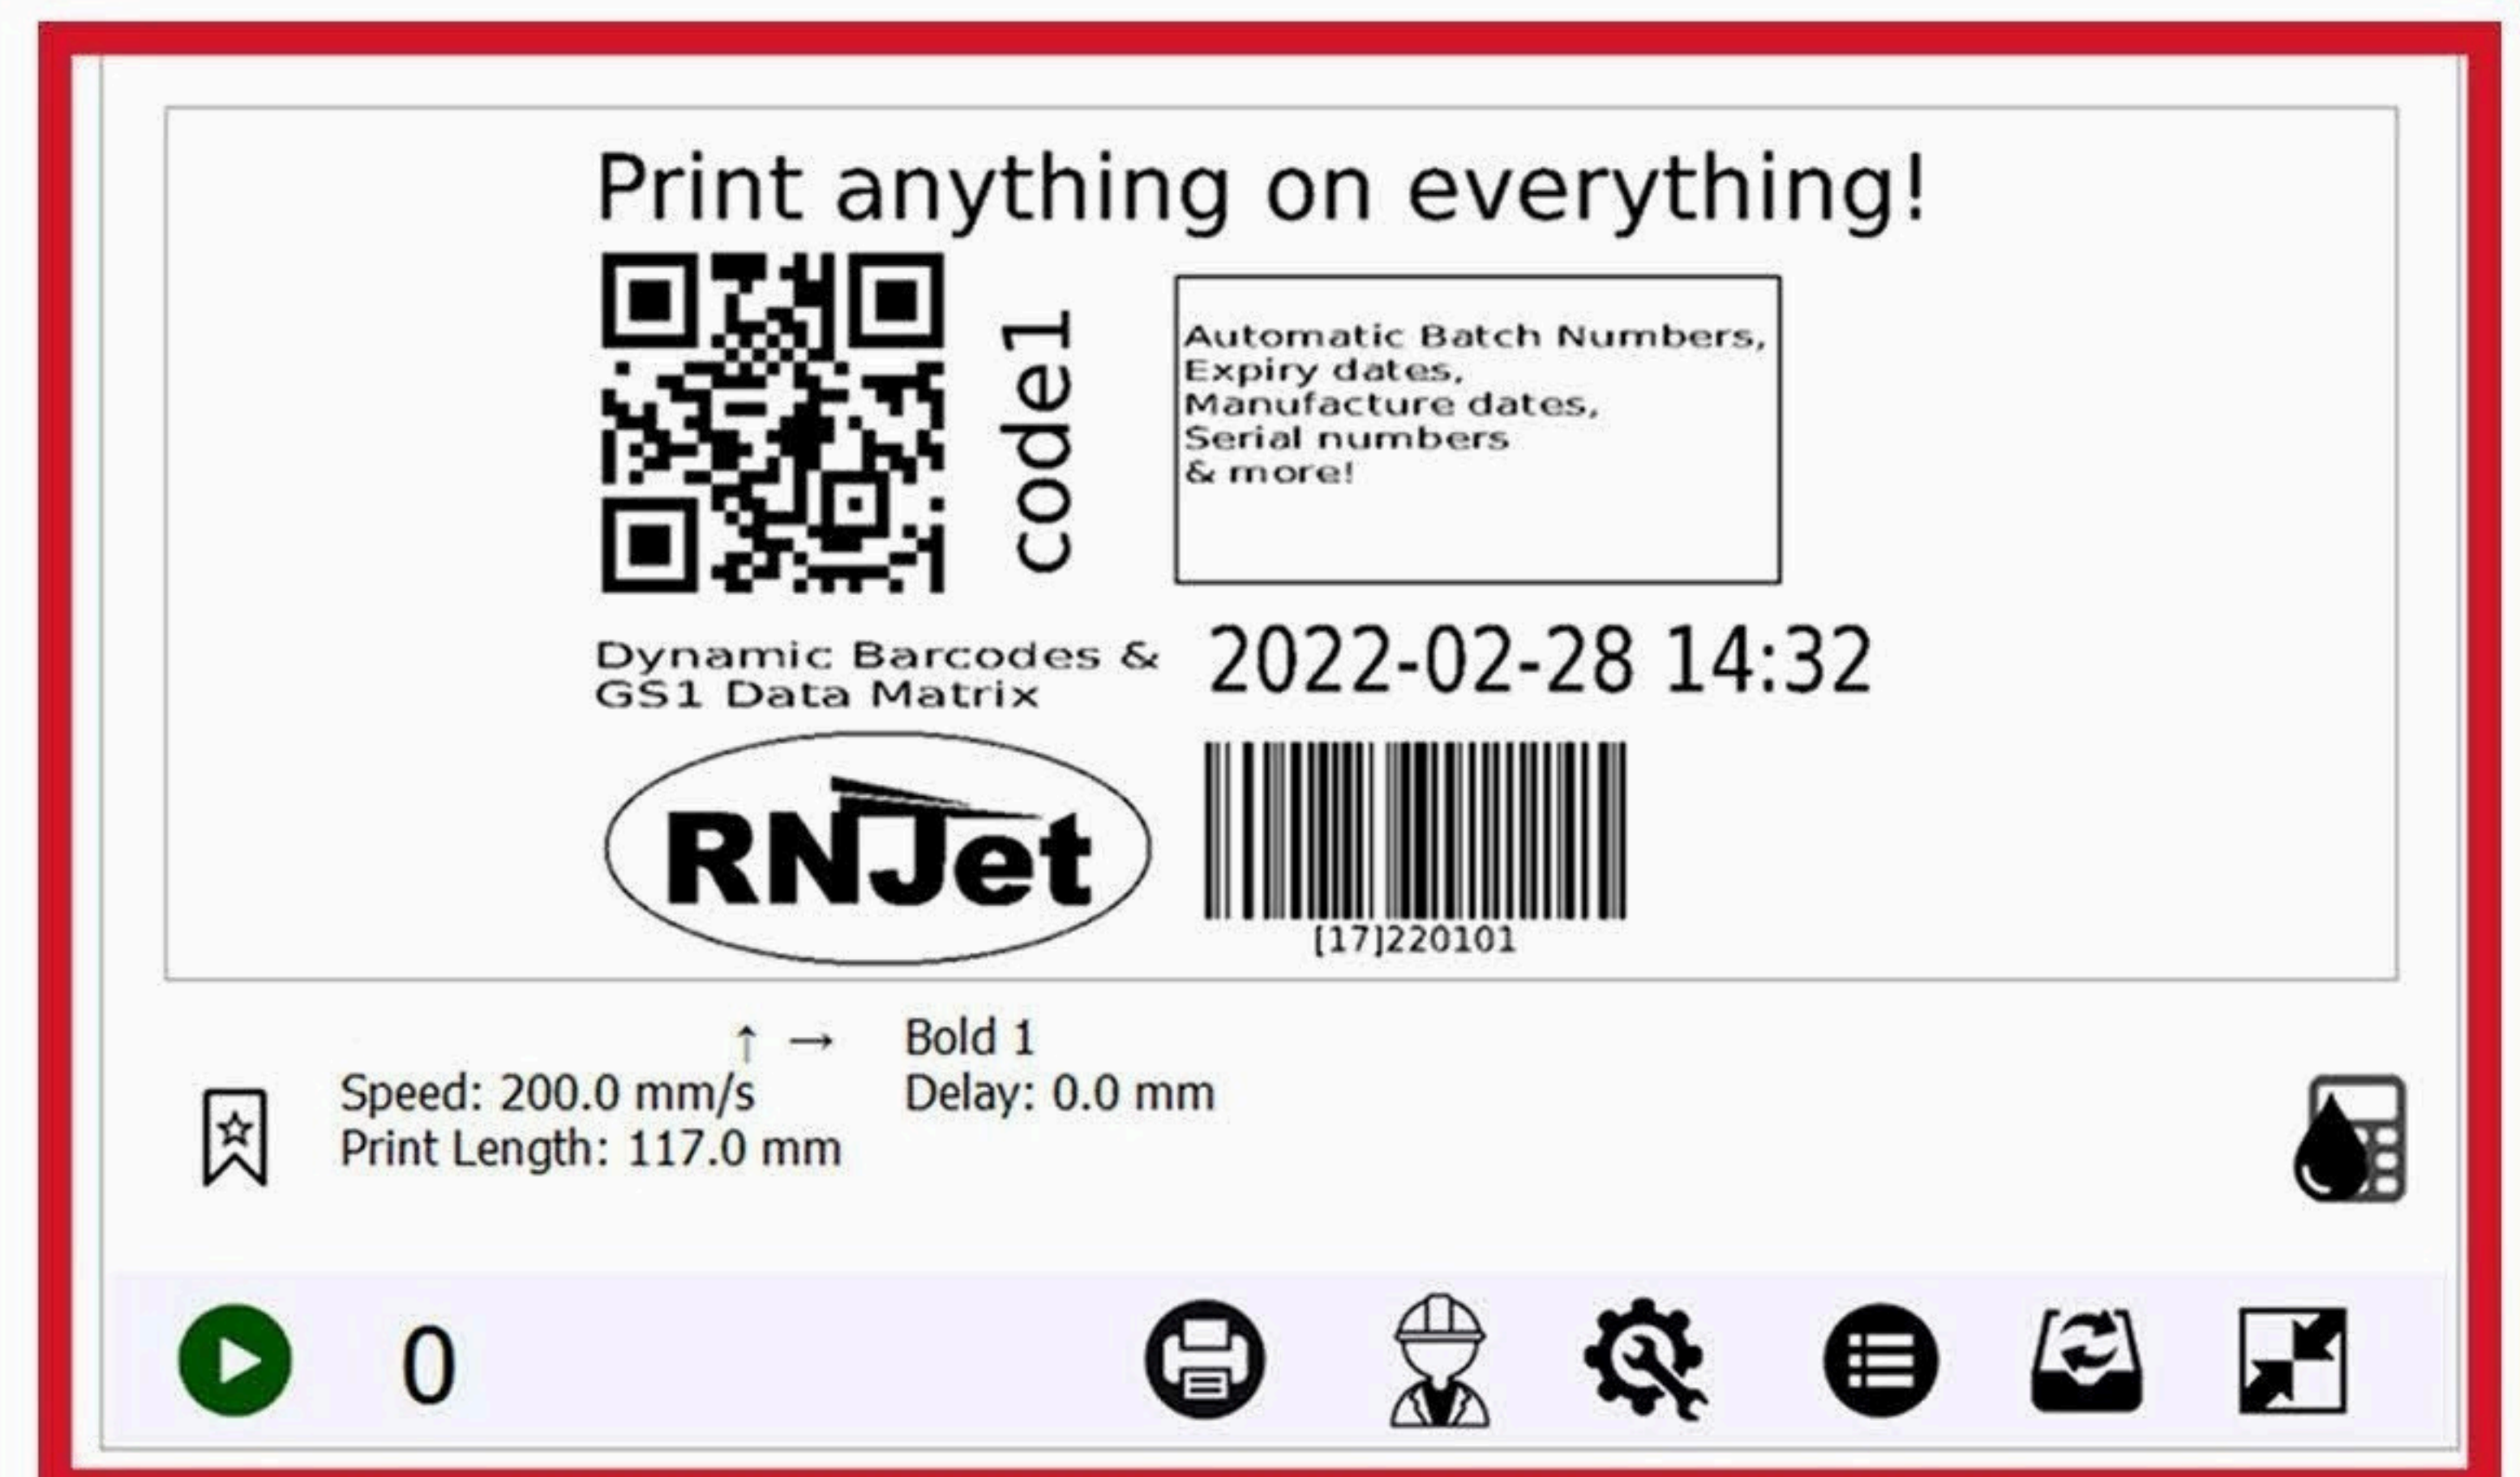 Print anything on everything!
code1
Automatic Batch Numbers,
Expiry dates,
Manufacture dates,
Serial numbers
& more!
Dynamic Barcodes &
GS1 Data Matrix
2022-02-28 14:32
RNJet
[17]220101
↑ → Bold 1
Speed: 200.0 mm/s Delay: 0.0 mm
Print Length: 117.0 mm
0